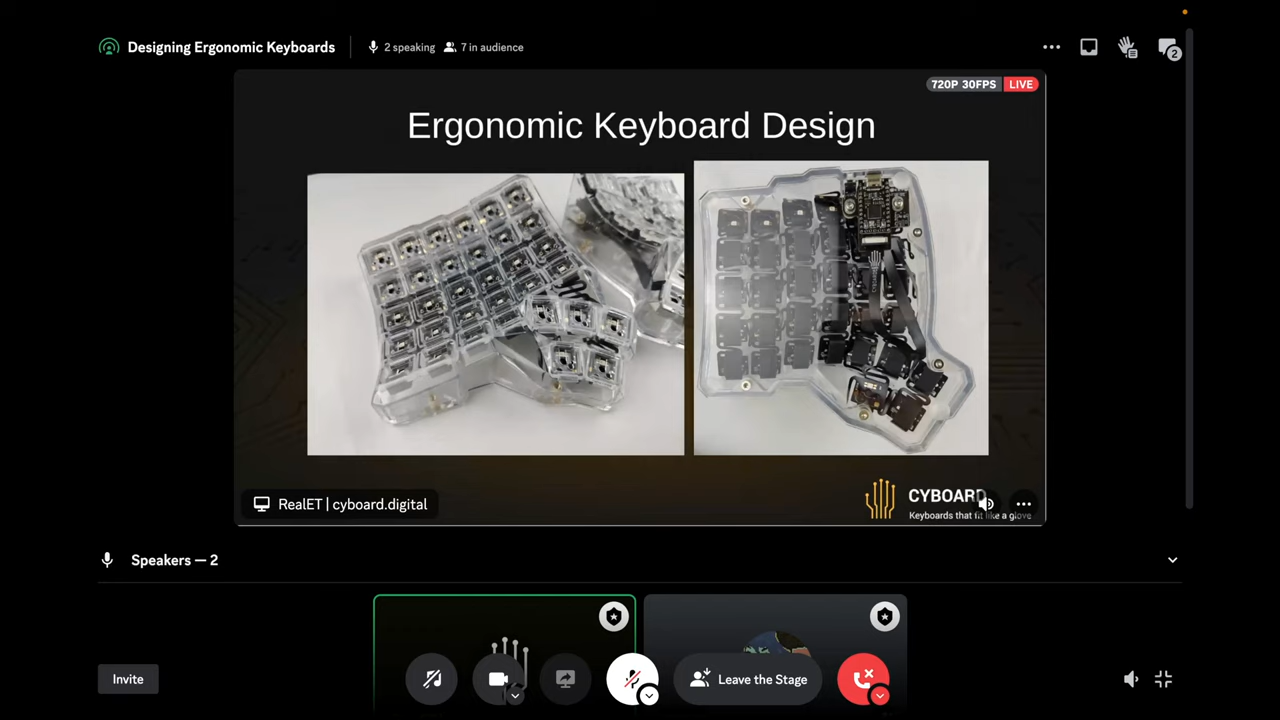 Designing Ergonomic Keyboards
2 speaking
7 in audience
2
720P 30FPS
LIVE
Ergonomic Keyboard Design
RealET | cyboard.digital
CYBOARD
Keyboards that fit like a glove
Speakers — 2
Invite
Leave the Stage